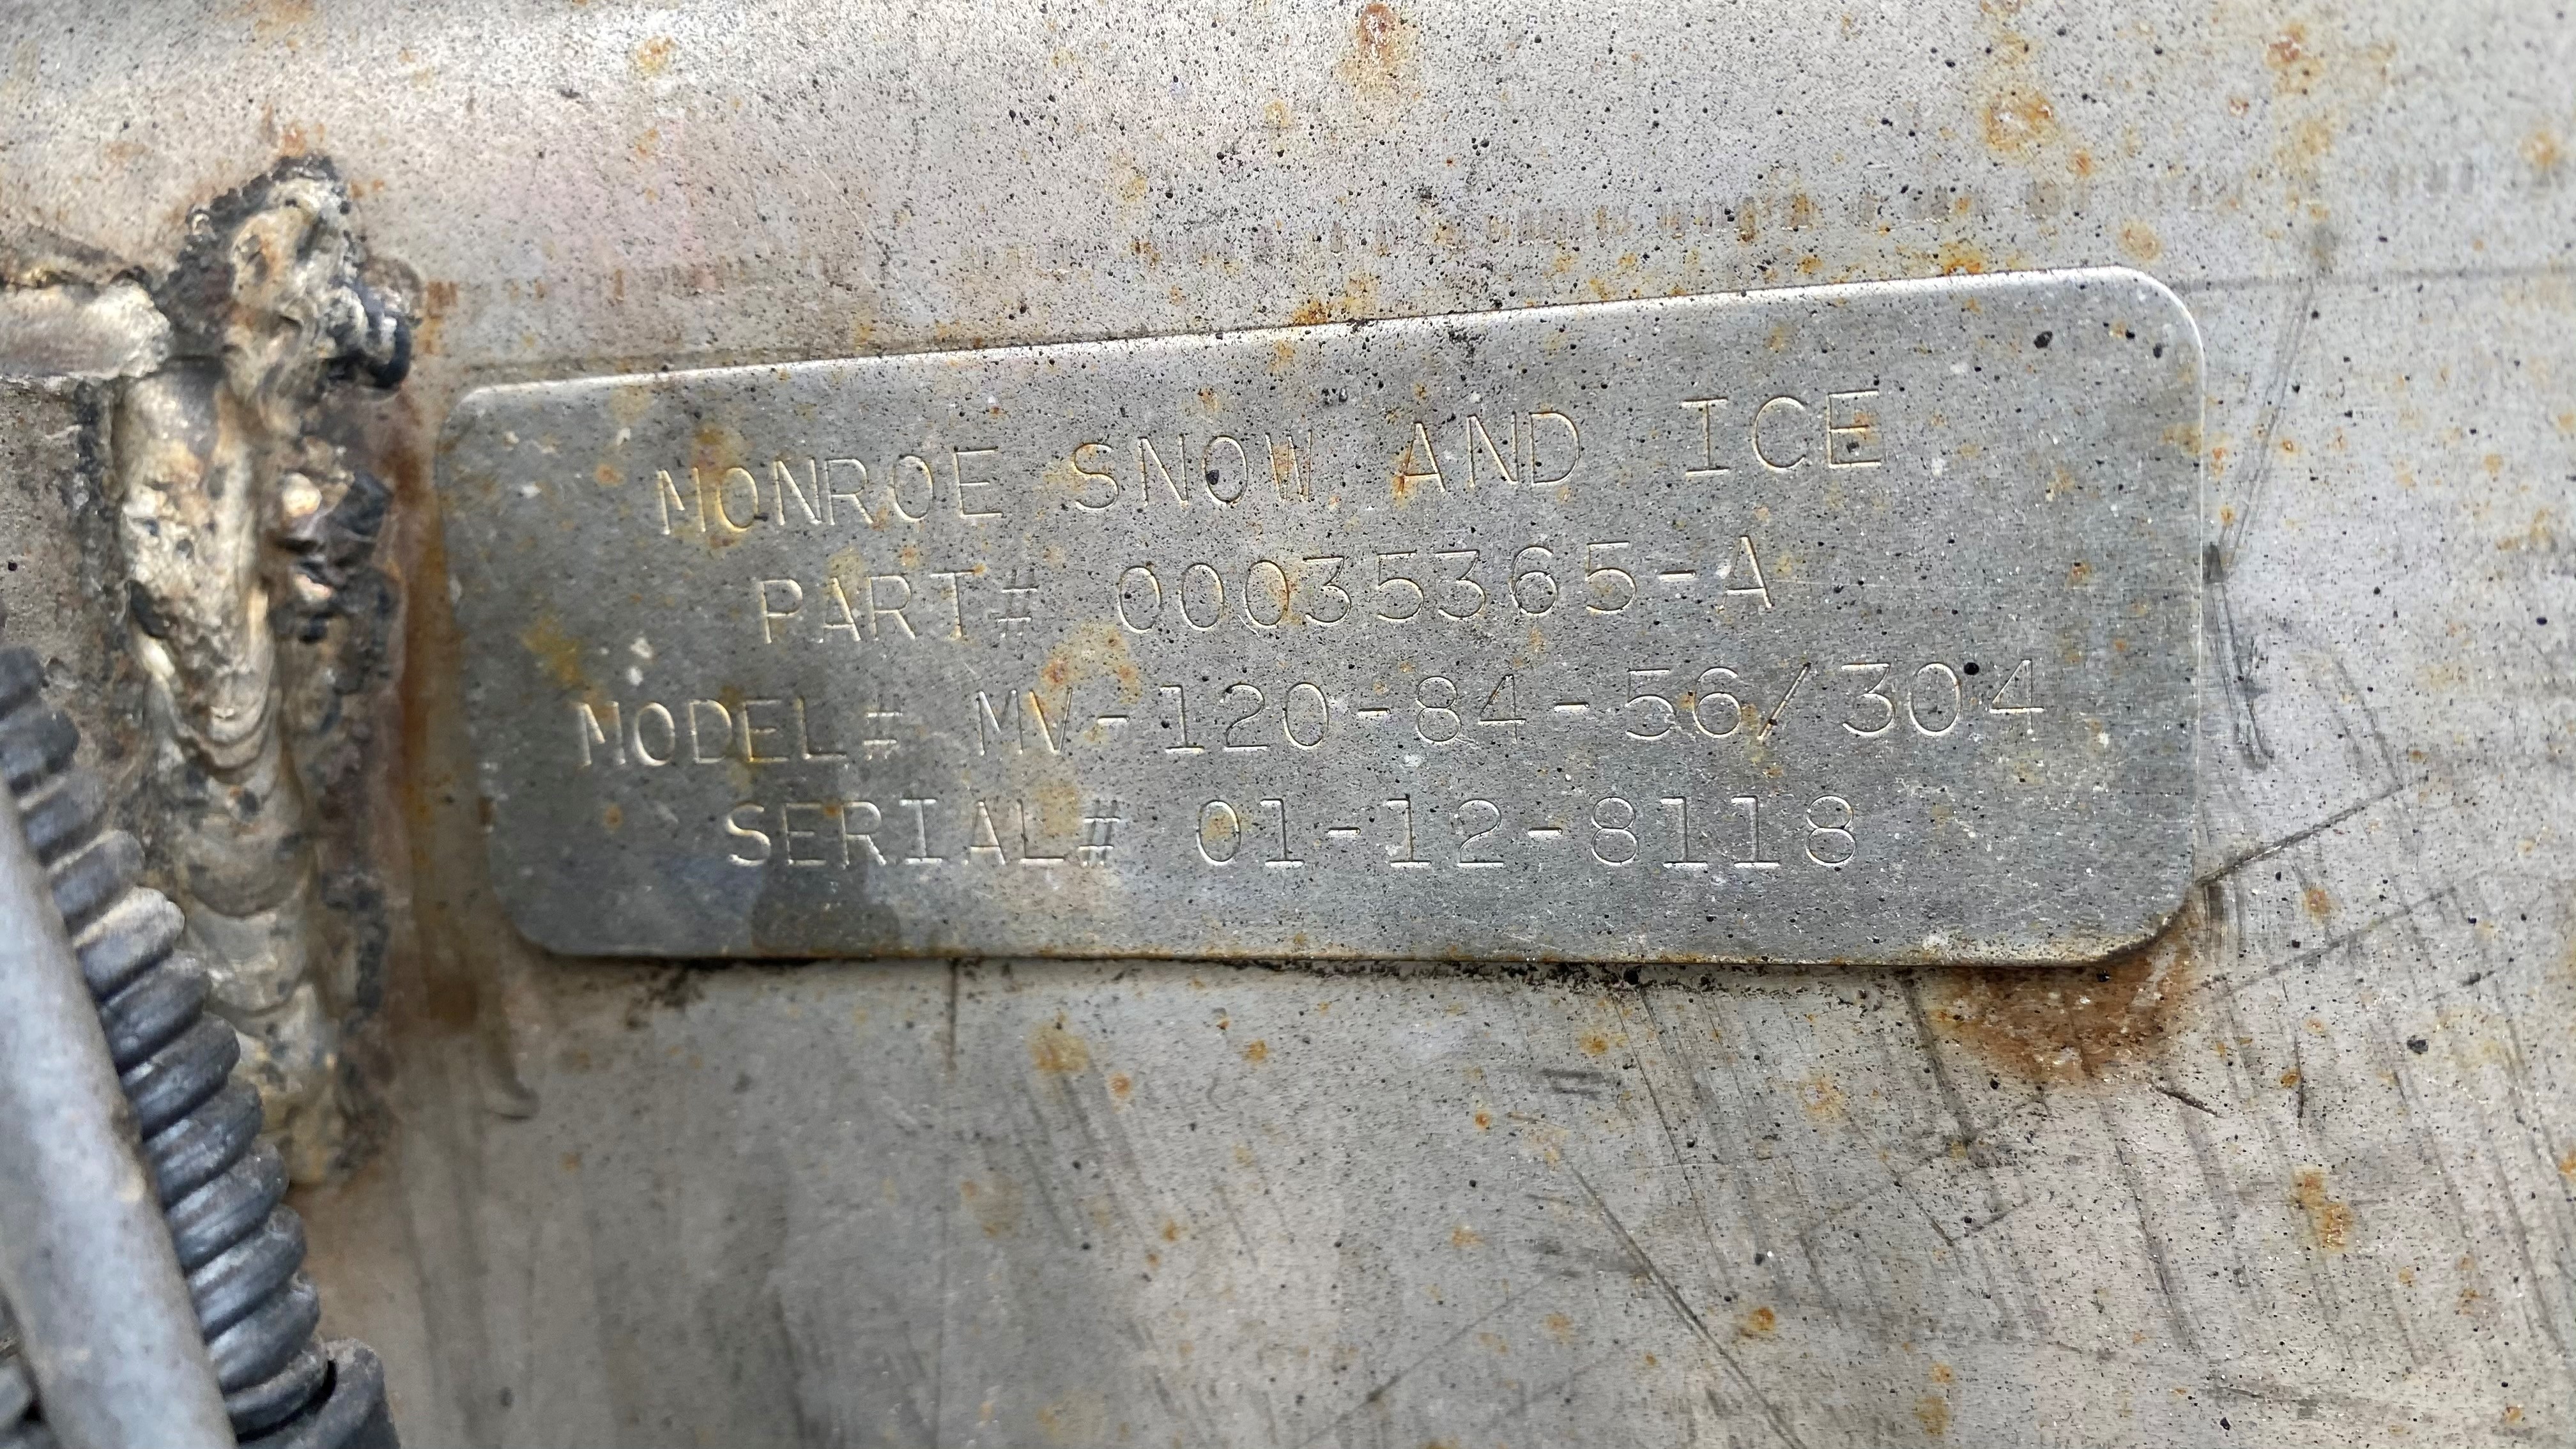 MONROE SNOW AND ICE
PART# 00035365-A
MODEL# MV-120-84-56/304
SERIAL# 01-12-8118